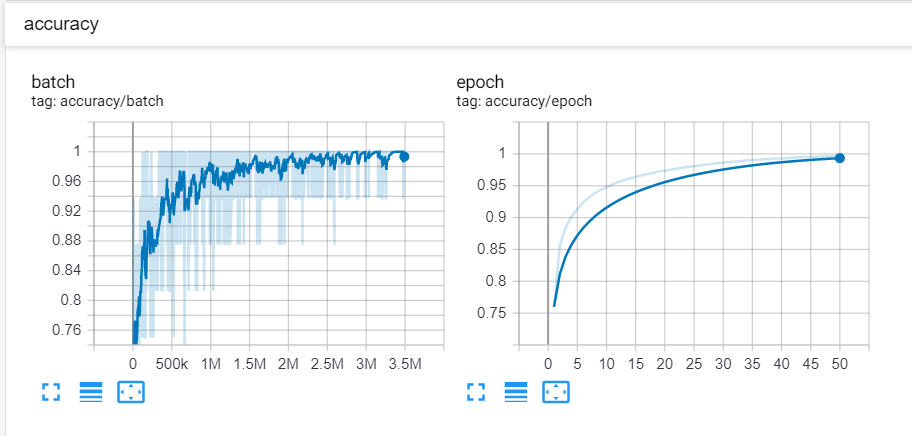 accuracy
batch
tag: accuracy/batch
1
0.96
0.92
0.88
0.84
0.8
0.76
0 500k 1M 1.5M 2M 2.5M 3M 3.5M
epoch
tag: accuracy/epoch
1
0.95
0.9
0.85
0.8
0.75
0 5 10 15 20 25 30 35 40 45 50